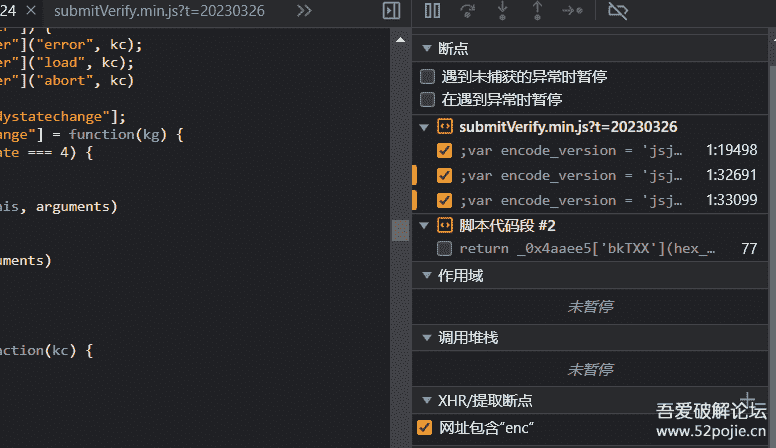 24 × submitVerify.min.js?t=20230326 >>
er"]("error", kc);
er"]("load", kc);
er"]("abort", kc)
dystatechange"];
ange"] = function(kg) {
ate === 4) {
nis, arguments)
uments)
nction(kc) {
断点
遇到未捕获的异常时暂停
在遇到异常时暂停
submitVerify.min.js?t=20230326
;var encode_version = 'jsj… 1:19498
;var encode_version = 'jsj… 1:32691
;var encode_version = 'jsj… 1:33099
脚本代码段 #2
return _0x4aaee5['bkTXX'](hex_… 77
作用域
未暂停
调用堆栈
未暂停
XHR/提取断点
网址包含“enc”
吾爱破解论坛
www.52pojie.cn